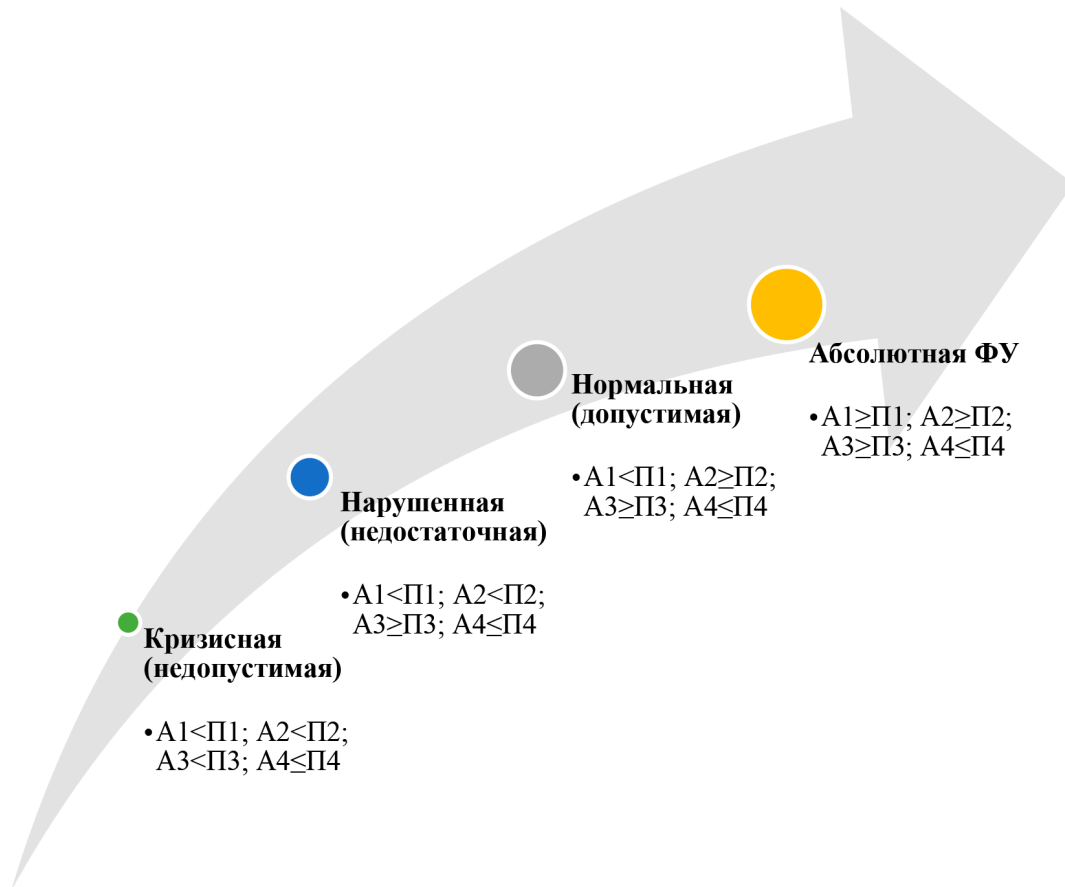 Абсолютная ФУ
•А1≥П1; А2≥П2;
А3≥П3; А4≤П4
Нормальная
(допустимая)
•А1<П1; А2≥П2;
А3≥П3; А4≤П4
Нарушенная
(недостаточная)
•А1<П1; А2<П2;
А3≥П3; А4≤П4
Кризисная
(недопустимая)
•А1<П1; А2<П2;
А3<П3; А4≤П4